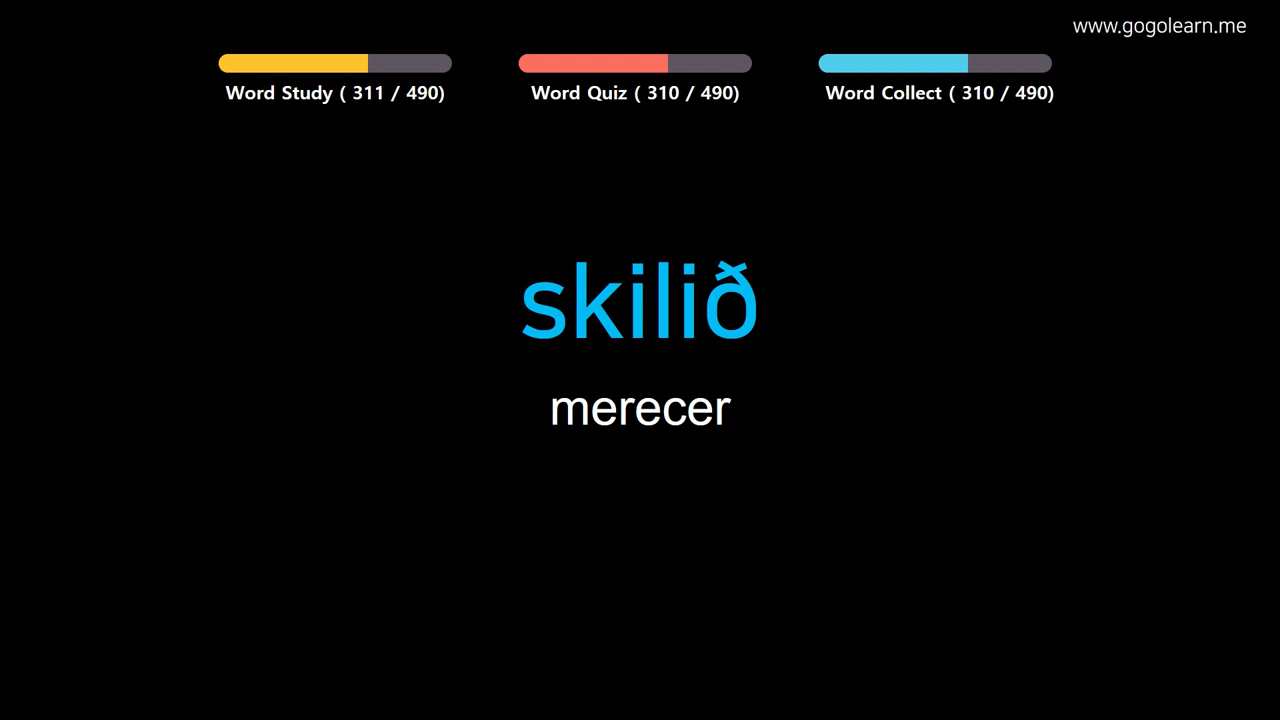 www.gogolearn.me
Word Study ( 311 / 490)
Word Quiz ( 310 / 490)
Word Collect ( 310 / 490)
skilið
merecer